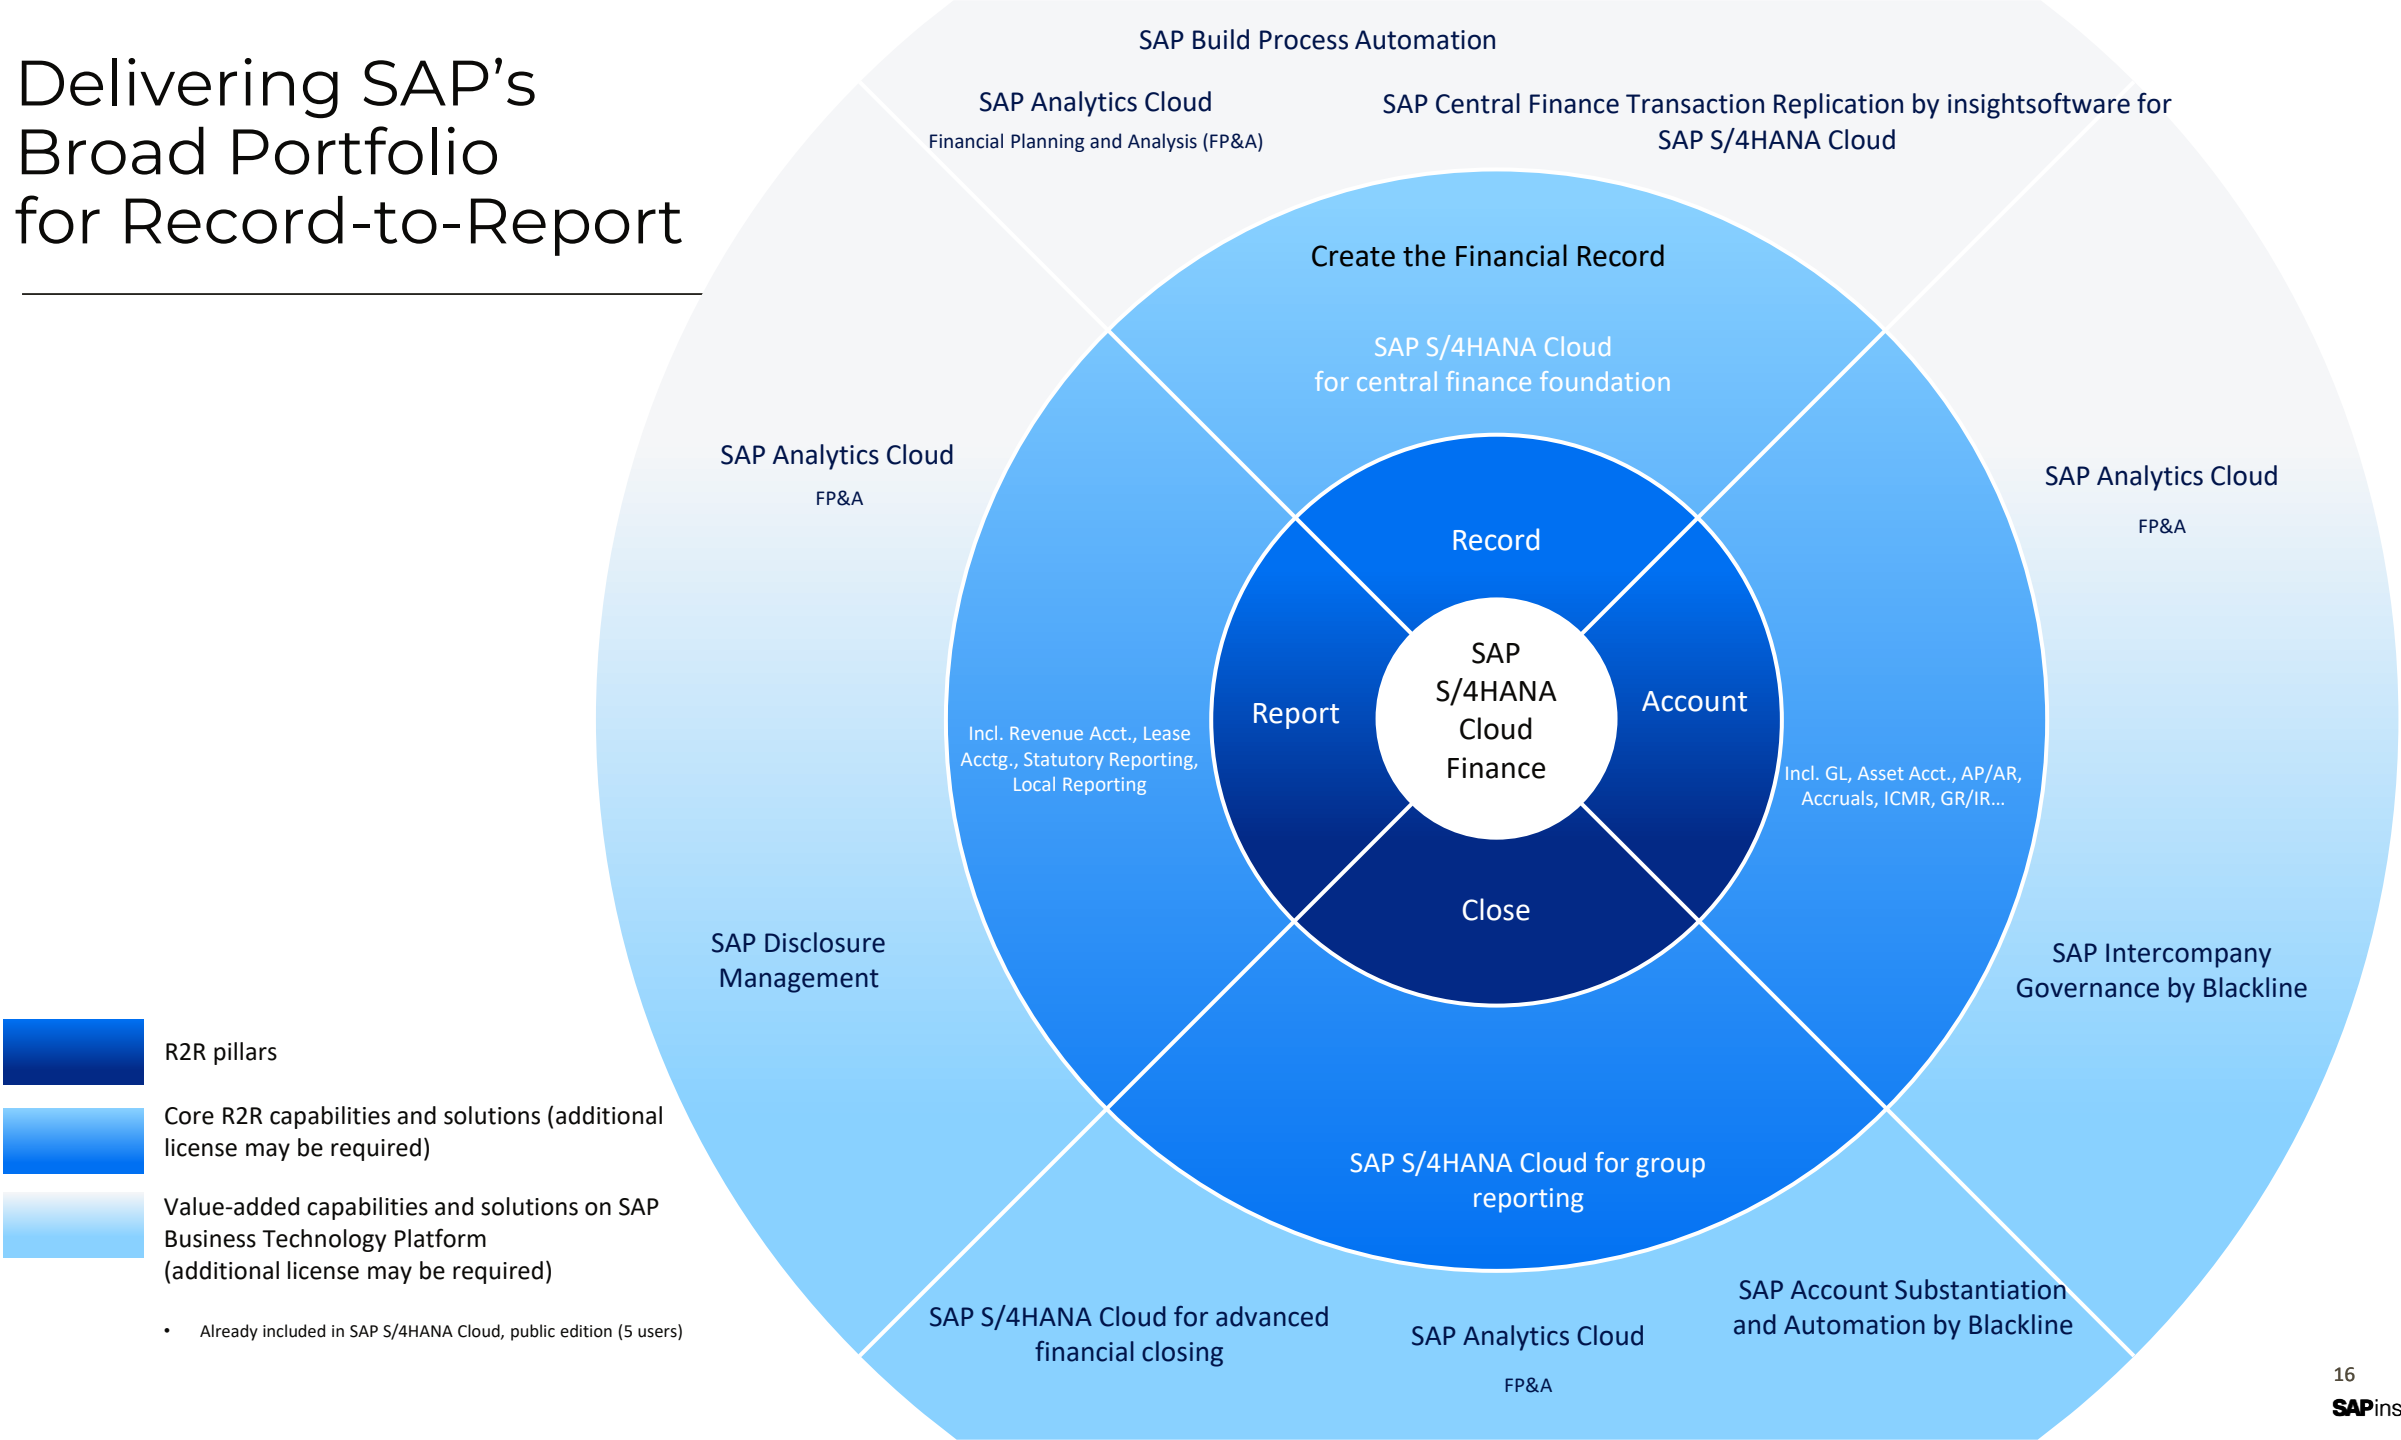 Delivering SAP’s
Broad Portfolio
for Record-to-Report
SAP Build Process Automation
SAP Analytics Cloud
Financial Planning and Analysis (FP&A)
SAP Central Finance Transaction Replication by insightsoftware for
SAP S/4HANA Cloud
Create the Financial Record
SAP S/4HANA Cloud
for central finance foundation
SAP Analytics Cloud
FP&A
SAP Analytics Cloud
FP&A
Record
Report
SAP
S/4HANA
Cloud
Finance
Account
Close
Incl. Revenue Acct., Lease
Acctg., Statutory Reporting,
Local Reporting
Incl. GL, Asset Acct., AP/AR,
Accruals, ICMR, GR/IR...
SAP Disclosure
Management
SAP Intercompany
Governance by Blackline
SAP S/4HANA Cloud for group
reporting
SAP S/4HANA Cloud for advanced
financial closing
SAP Analytics Cloud
FP&A
SAP Account Substantiation
and Automation by Blackline
R2R pillars
Core R2R capabilities and solutions (additional
license may be required)
Value-added capabilities and solutions on SAP
Business Technology Platform
(additional license may be required)
• Already included in SAP S/4HANA Cloud, public edition (5 users)
16
SAPins